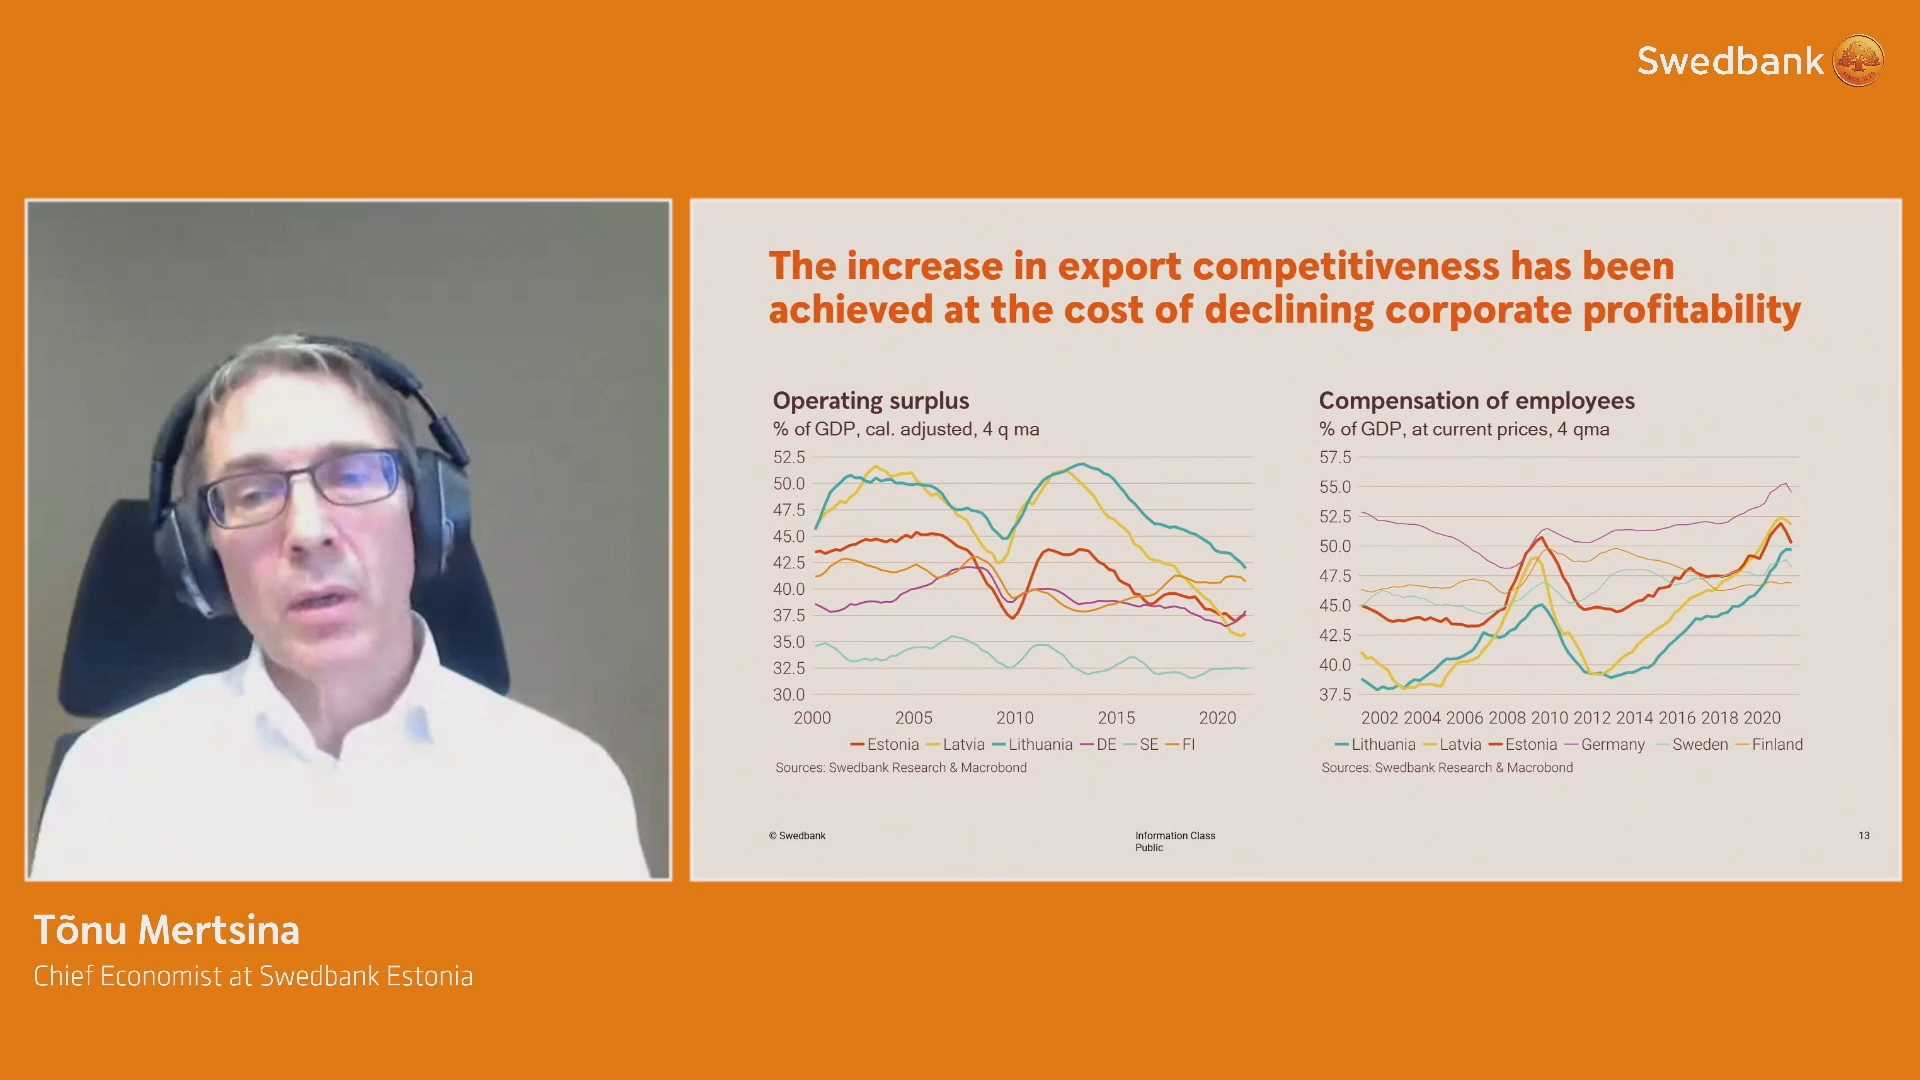 Swedbank
The increase in export competitiveness has been
achieved at the cost of declining corporate profitability
Operating surplus
% of GDP, cal. adjusted, 4 q ma
52.5
50.0
47.5
45.0
42.5
40.0
37.5
35.0
32.5
30.0
2000 2005 2010 2015 2020
Estonia Latvia Lithuania DE SE FI
Sources: Swedbank Research & Macrobond
Compensation of employees
% of GDP, at current prices, 4 qma
57.5
55.0
52.5
50.0
47.5
45.0
42.5
40.0
37.5
2002 2004 2006 2008 2010 2012 2014 2016 2018 2020
Lithuania Latvia Estonia Germany Sweden Finland
Sources: Swedbank Research & Macrobond
© Swedbank
Information Class
Public
13
Tõnu Mertsina
Chief Economist at Swedbank Estonia